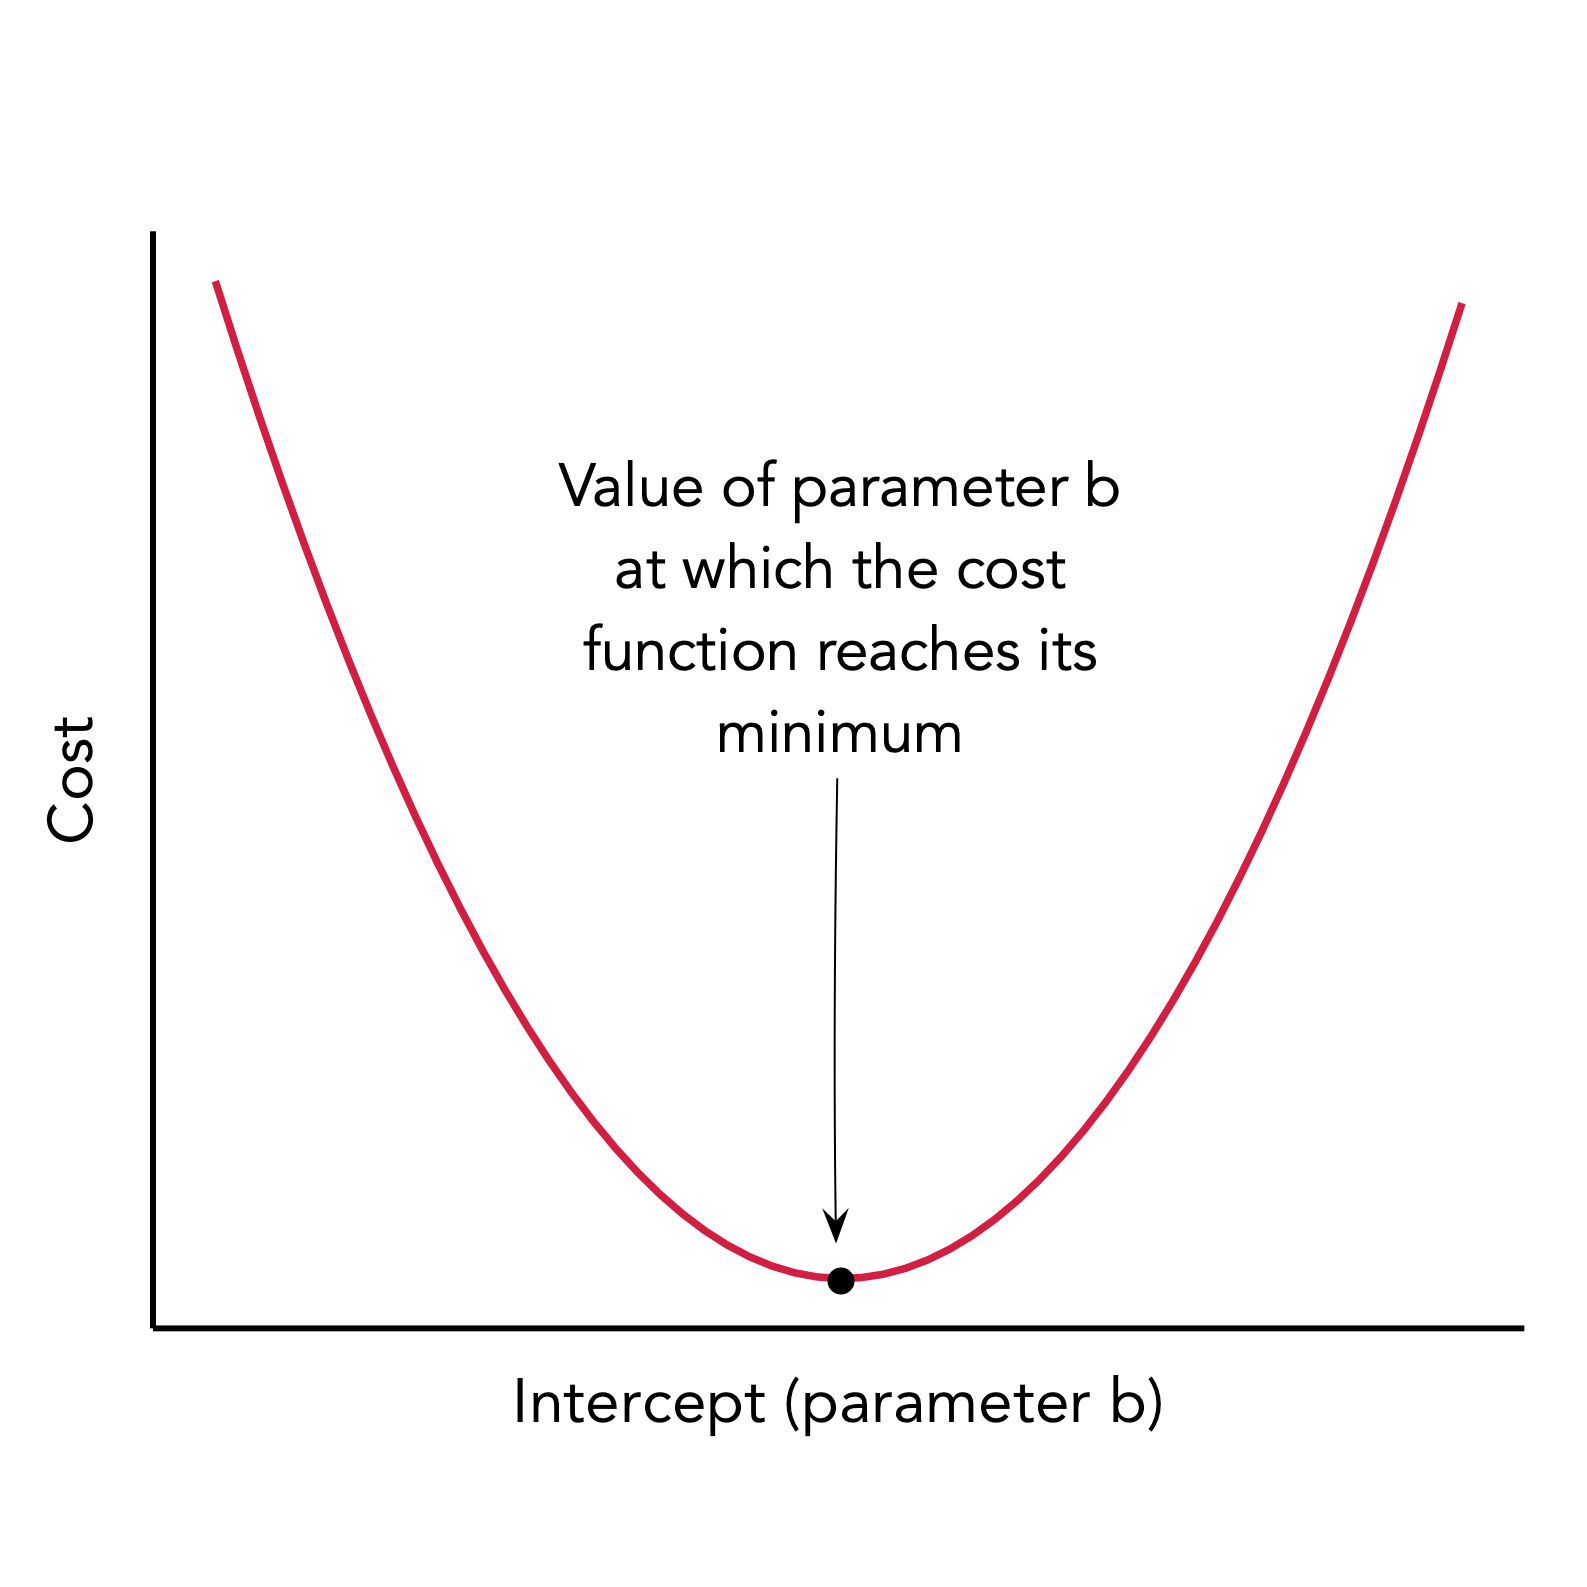 Value of parameter b
at which the cost
function reaches its
minimum
Cost
Intercept (parameter b)